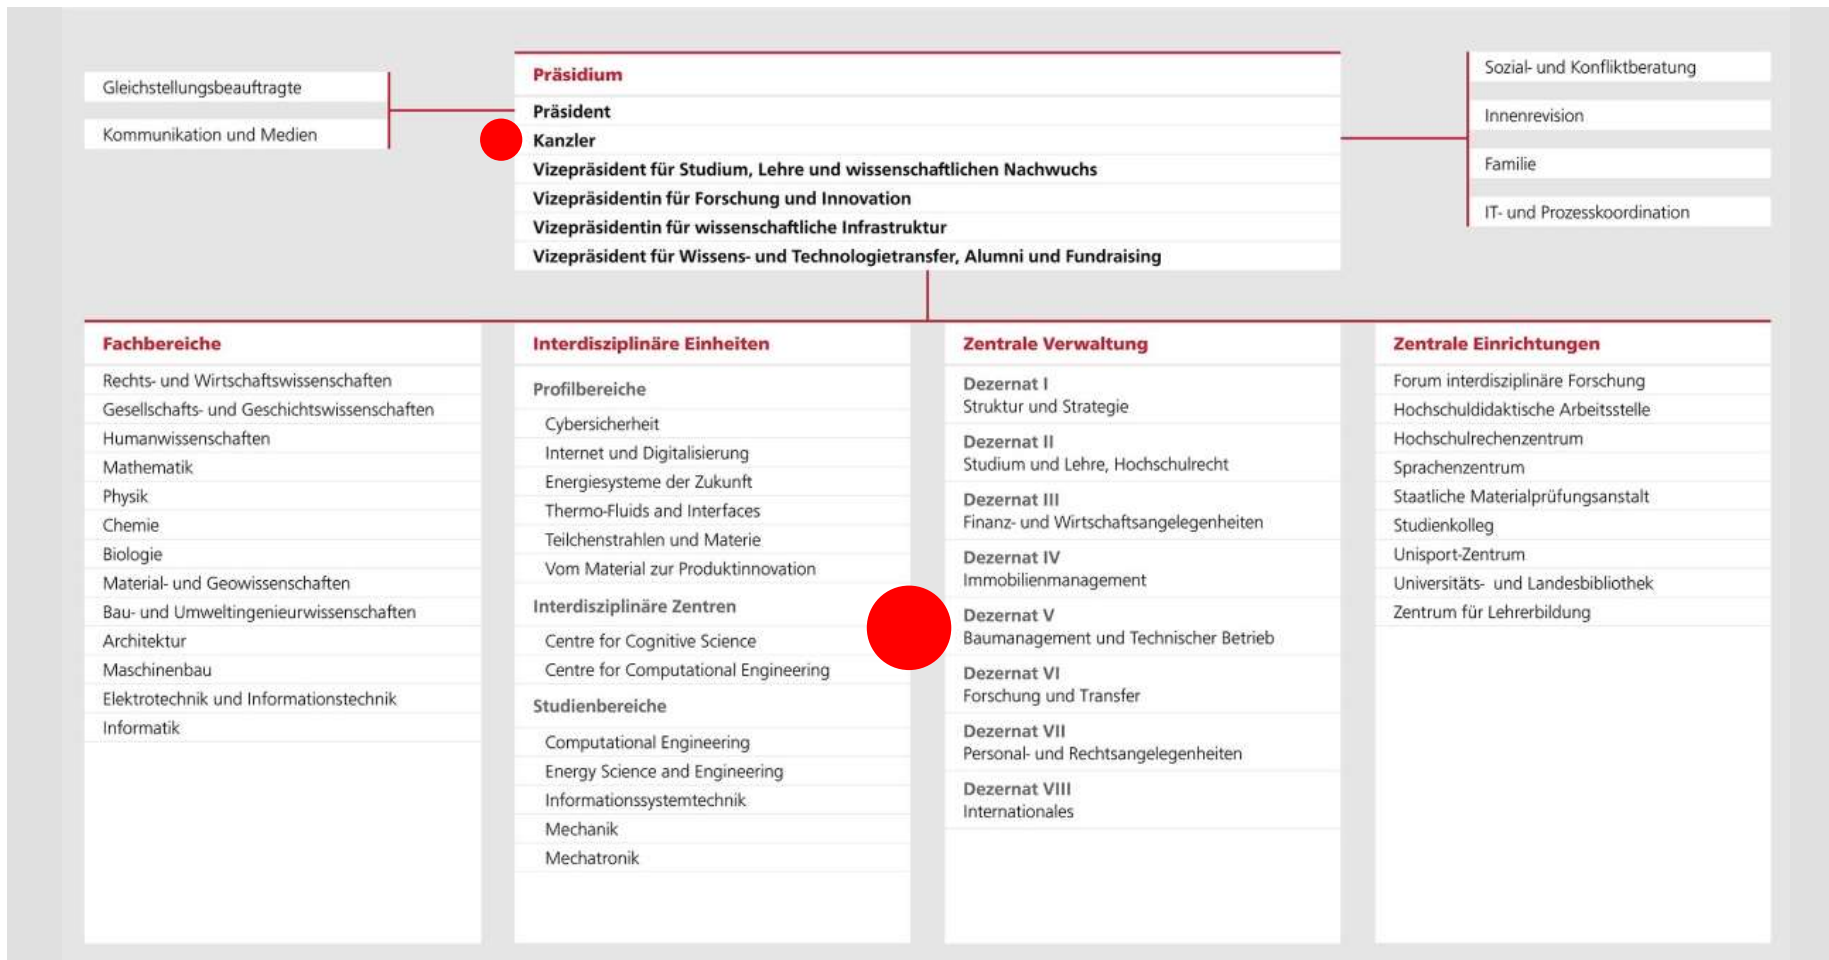 Gleichstellungsbeauftragte
Kommunikation und Medien
Präsidium
Präsident
Kanzler
Vizepräsident für Studium, Lehre und wissenschaftlichen Nachwuchs
Vizepräsidentin für Forschung und Innovation
Vizepräsidentin für wissenschaftliche Infrastruktur
Vizepräsident für Wissens- und Technologietransfer, Alumni und Fundraising
Sozial- und Konfliktberatung
Innenrevision
Familie
IT- und Prozesskoordination
Fachbereiche
Rechts- und Wirtschaftswissenschaften
Gesellschafts- und Geschichtswissenschaften
Humanwissenschaften
Mathematik
Physik
Chemie
Biologie
Material- und Geowissenschaften
Bau- und Umweltingenieurwissenschaften
Architektur
Maschinenbau
Elektrotechnik und Informationstechnik
Informatik
Interdisziplinäre Einheiten
Profilbereiche
Cybersicherheit
Internet und Digitalisierung
Energiesysteme der Zukunft
Thermo-Fluids and Interfaces
Teilchenstrahlen und Materie
Vom Material zur Produktinnovation
Interdisziplinäre Zentren
Centre for Cognitive Science
Centre for Computational Engineering
Studienbereiche
Computational Engineering
Energy Science and Engineering
Informationssystemtechnik
Mechanik
Mechatronik
Zentrale Verwaltung
Dezernat I
Struktur und Strategie
Dezernat II
Studium und Lehre, Hochschulrecht
Dezernat III
Finanz- und Wirtschaftsangelegenheiten
Dezernat IV
Immobilienmanagement
Dezernat V
Baumanagement und Technischer Betrieb
Dezernat VI
Forschung und Transfer
Dezernat VII
Personal- und Rechtsangelegenheiten
Dezernat VIII
Internationales
Zentrale Einrichtungen
Forum interdisziplinäre Forschung
Hochschuldidaktische Arbeitsstelle
Hochschulrechenzentrum
Sprachenzentrum
Staatliche Materialprüfungsanstalt
Studienkolleg
Unisport-Zentrum
Universitäts- und Landesbibliothek
Zentrum für Lehrerbildung